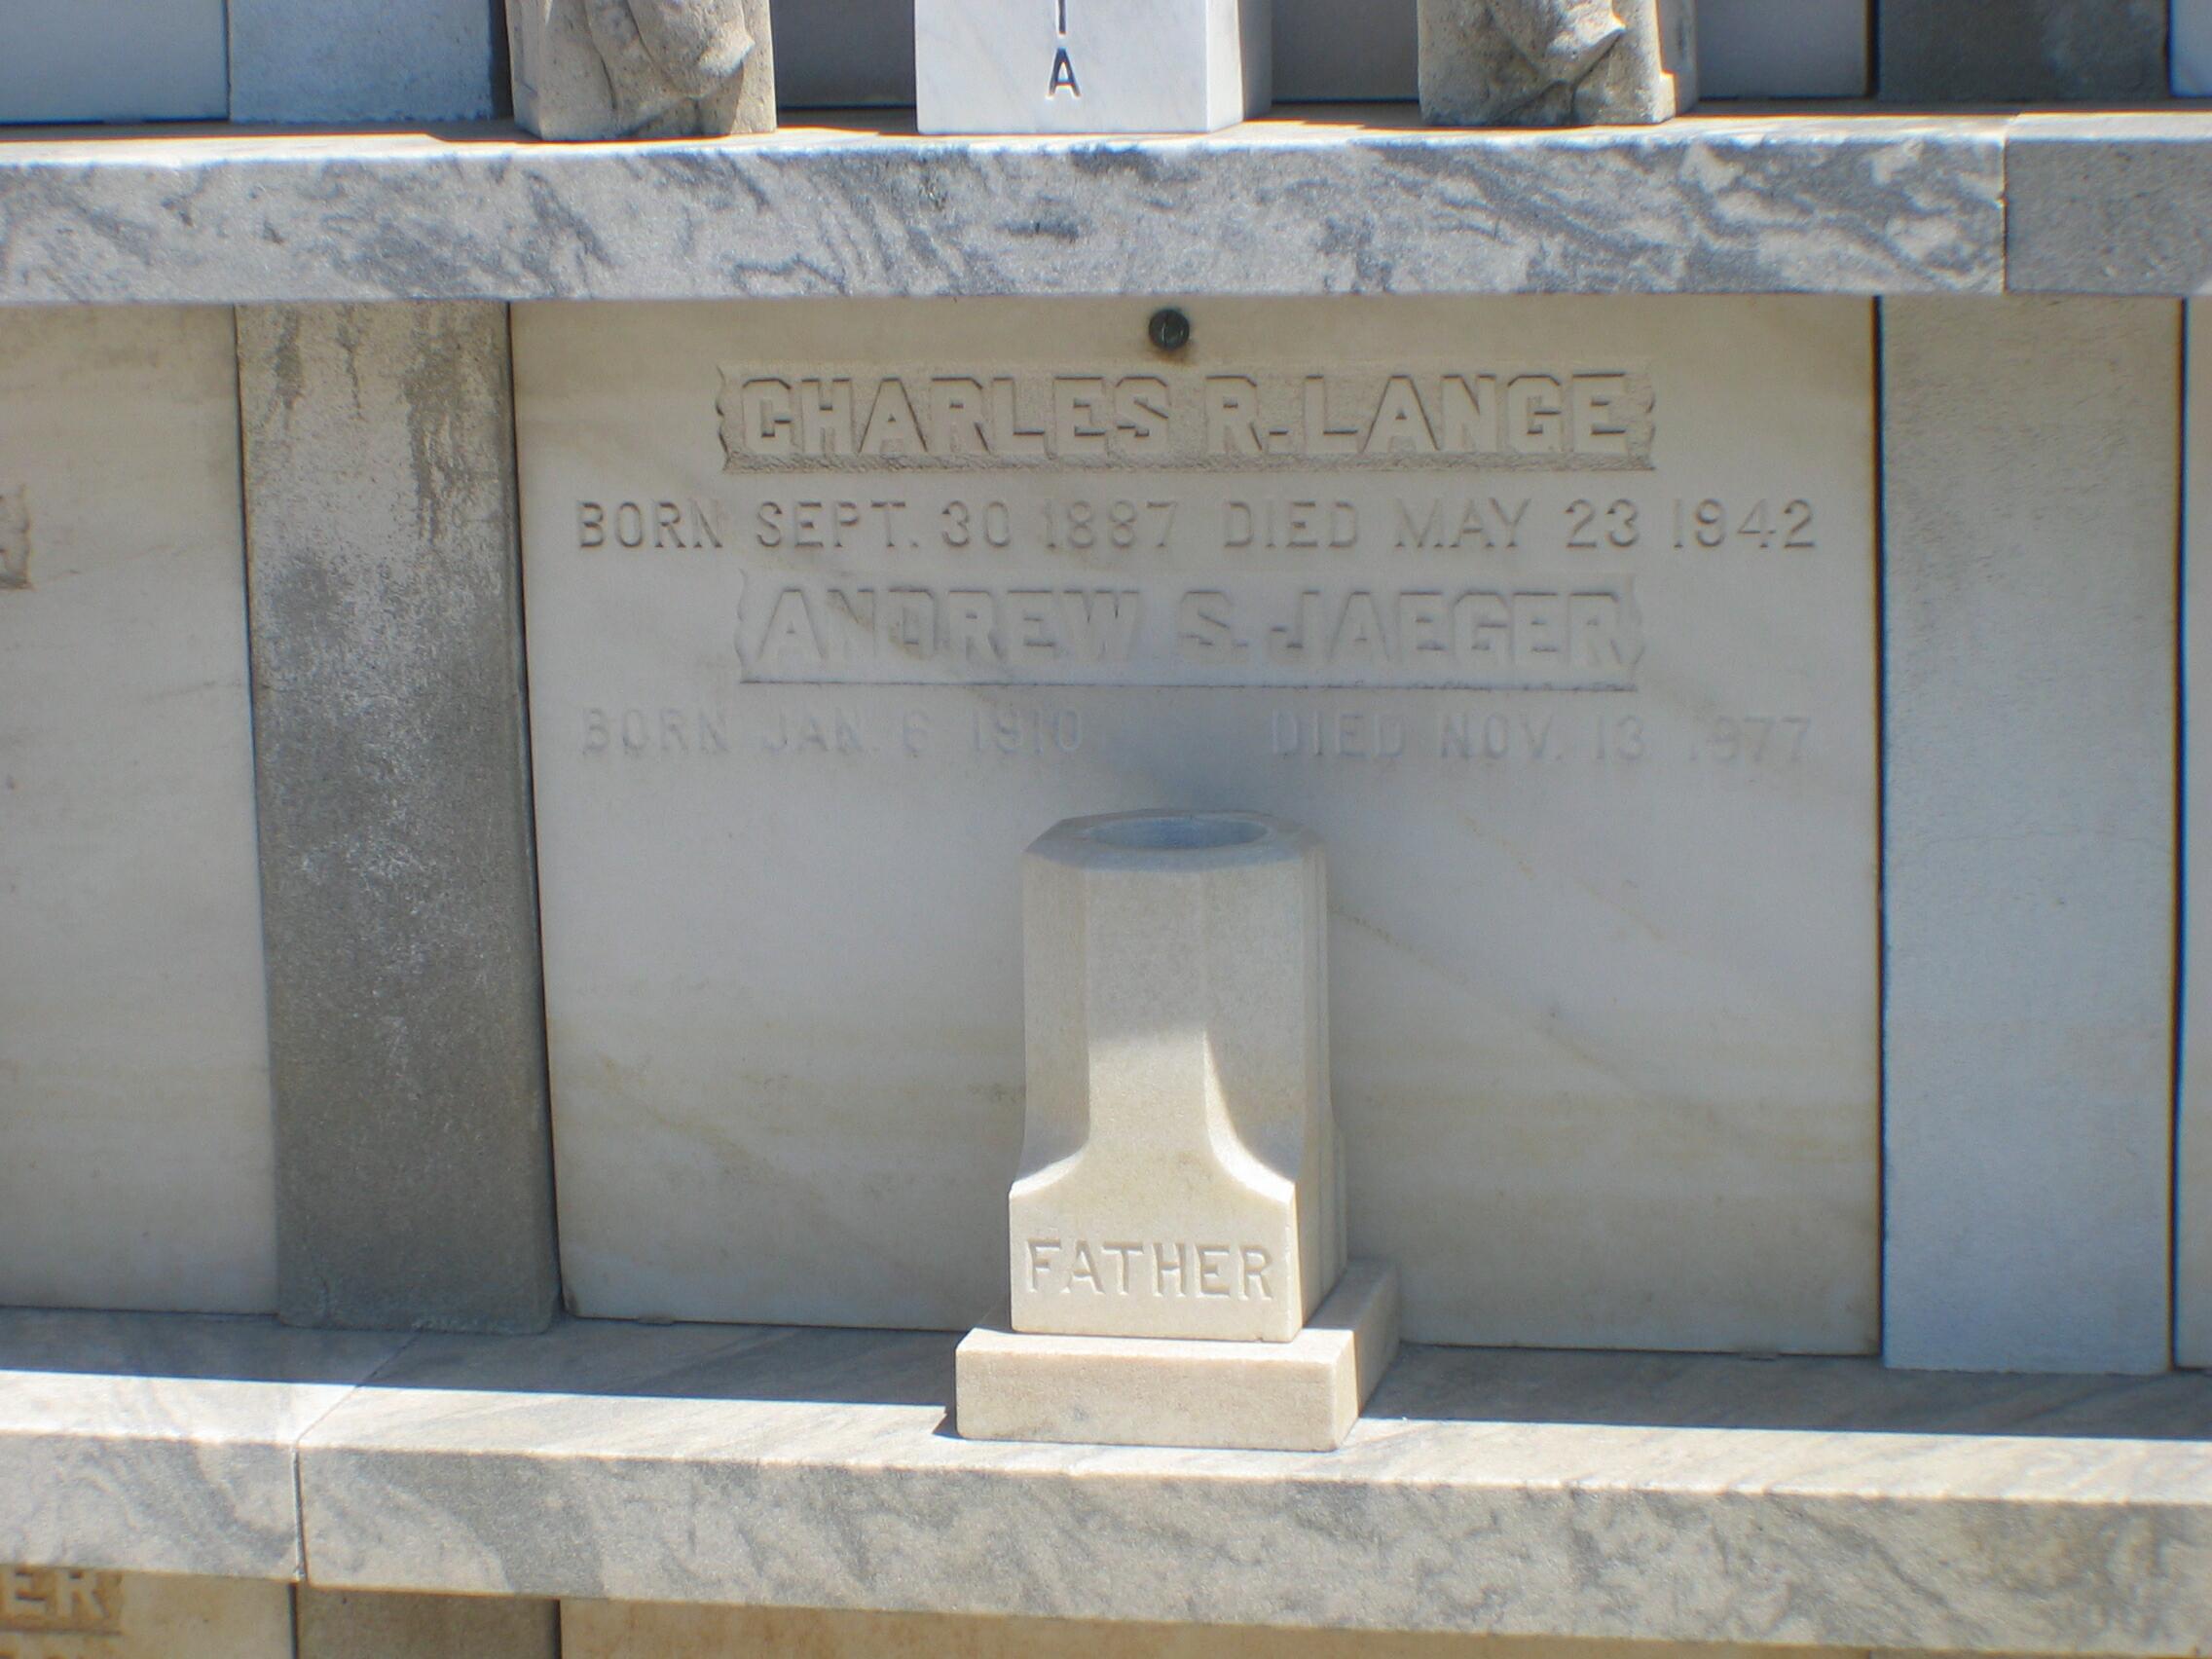 A
CHARLES R. LANGE
BORN SEPT. 30 1887 DIED MAY 23 1942
ANDREW S. JAEGER
BORN JAN. 6 1910 DIED NOV. 13 1977
FATHER
ER